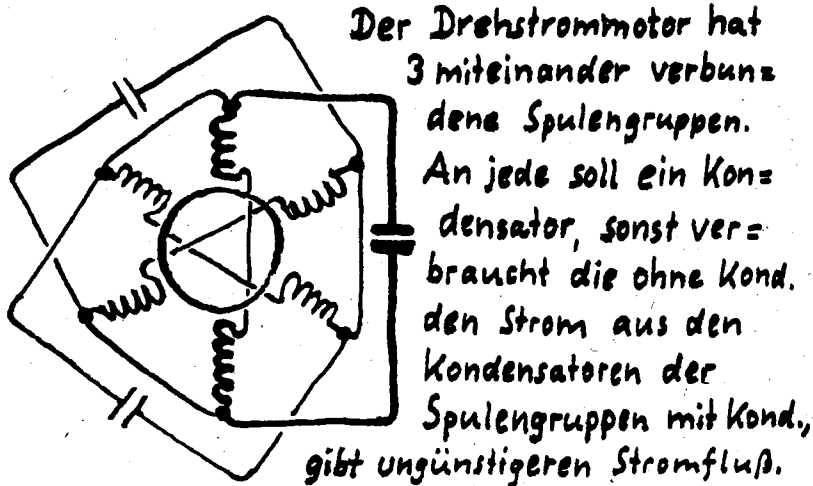 Der Drehstrommotor hat
3 miteinander verbun=
dene Spulengruppen.
An jede soll ein Kon=
densator, sonst ver=
braucht die ohne Kond.
den Strom aus den
Kondensatoren der
Spulengruppen mit Kond.,
gibt ungünstigeren Stromfluß.